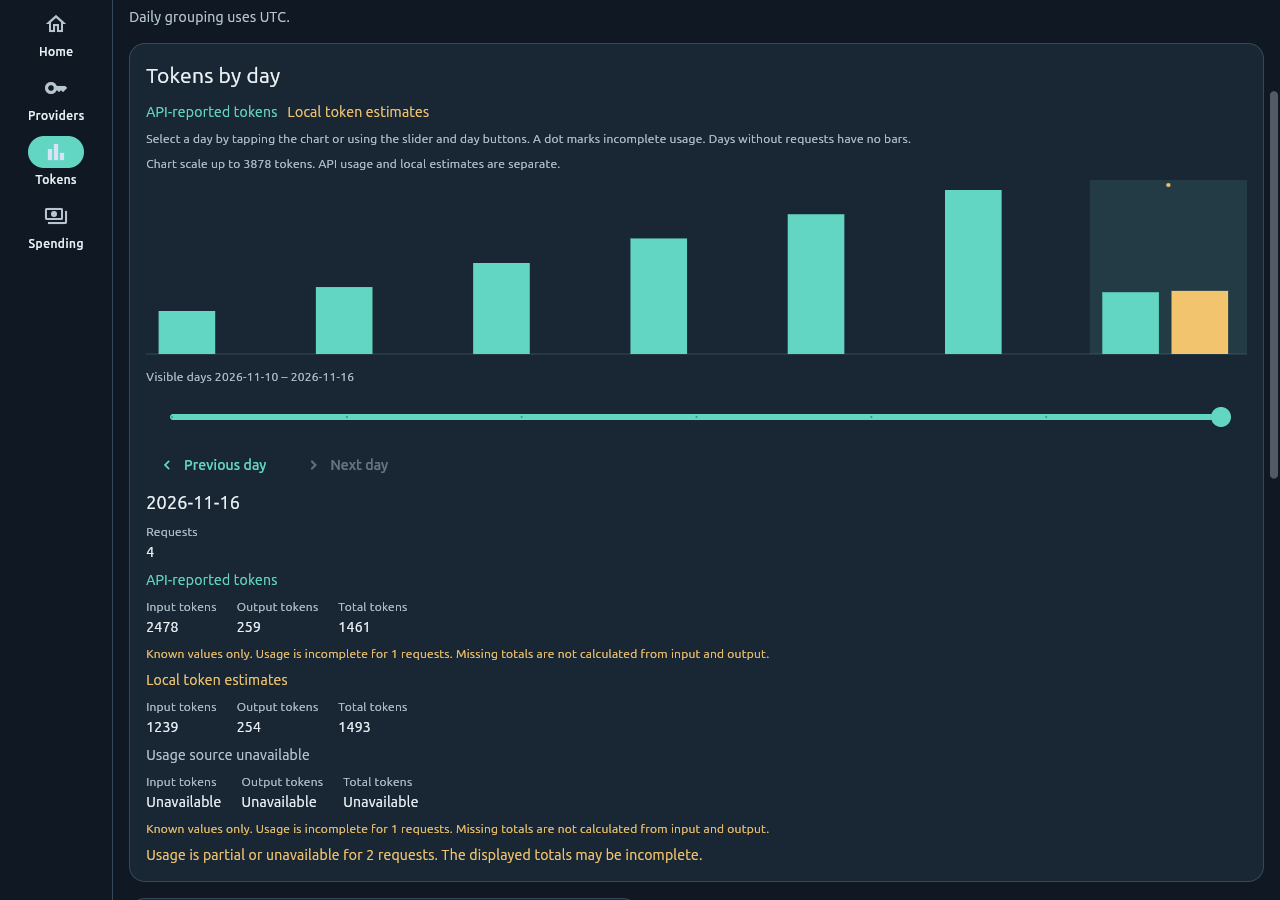 Home
Providers
Tokens
Spending
Daily grouping uses UTC.
Tokens by day
API-reported tokens Local token estimates
Select a day by tapping the chart or using the slider and day buttons. A dot marks incomplete usage. Days without requests have no bars.
Chart scale up to 3878 tokens. API usage and local estimates are separate.
Visible days 2026-11-10 – 2026-11-16
Previous day Next day
2026-11-16
Requests
4
API-reported tokens
Input tokens Output tokens Total tokens
2478 259 1461
Known values only. Usage is incomplete for 1 requests. Missing totals are not calculated from input and output.
Local token estimates
Input tokens Output tokens Total tokens
1239 254 1493
Usage source unavailable
Input tokens Output tokens Total tokens
Unavailable Unavailable Unavailable
Known values only. Usage is incomplete for 1 requests. Missing totals are not calculated from input and output.
Usage is partial or unavailable for 2 requests. The displayed totals may be incomplete.